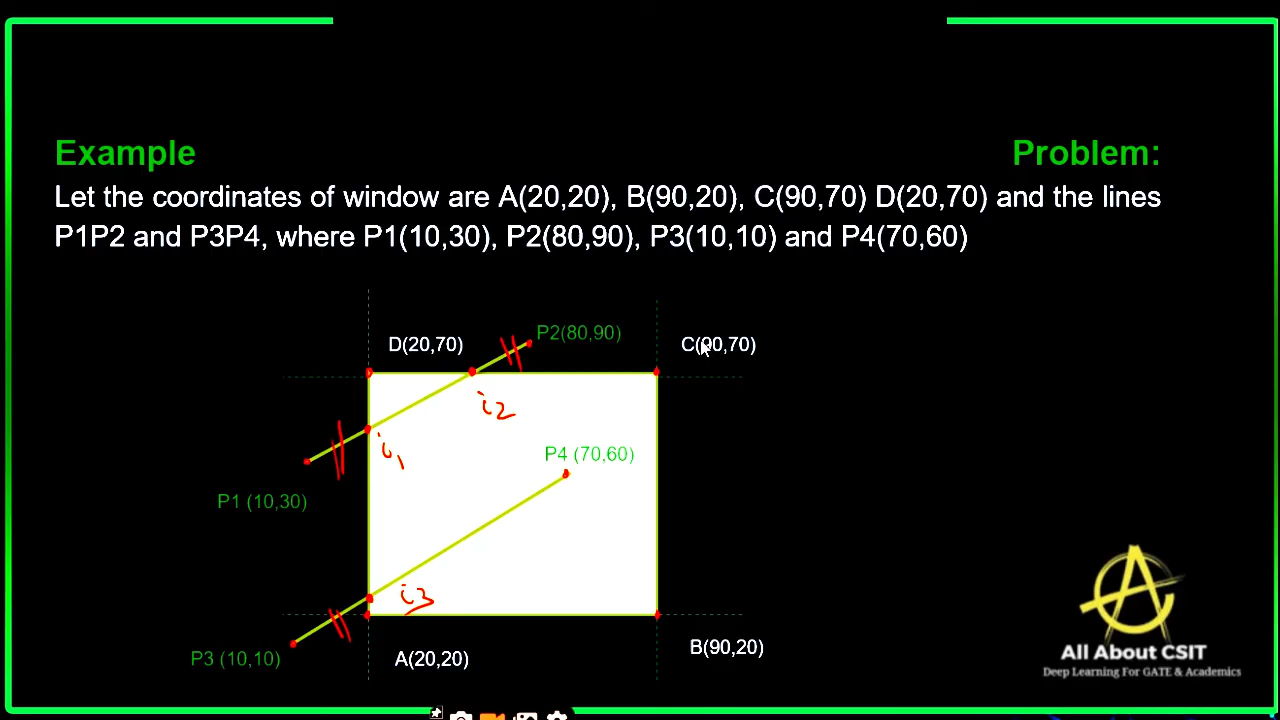 Example Problem:
Let the coordinates of window are A(20,20), B(90,20), C(90,70) D(20,70) and the lines
P1P2 and P3P4, where P1(10,30), P2(80,90), P3(10,10) and P4(70,60)
P2(80,90)
D(20,70)
C(90,70)
i2
i1
P4 (70,60)
P1 (10,30)
i3
P3 (10,10)
A(20,20)
B(90,20)
All About CSIT
Deep Learning For GATE & Academics